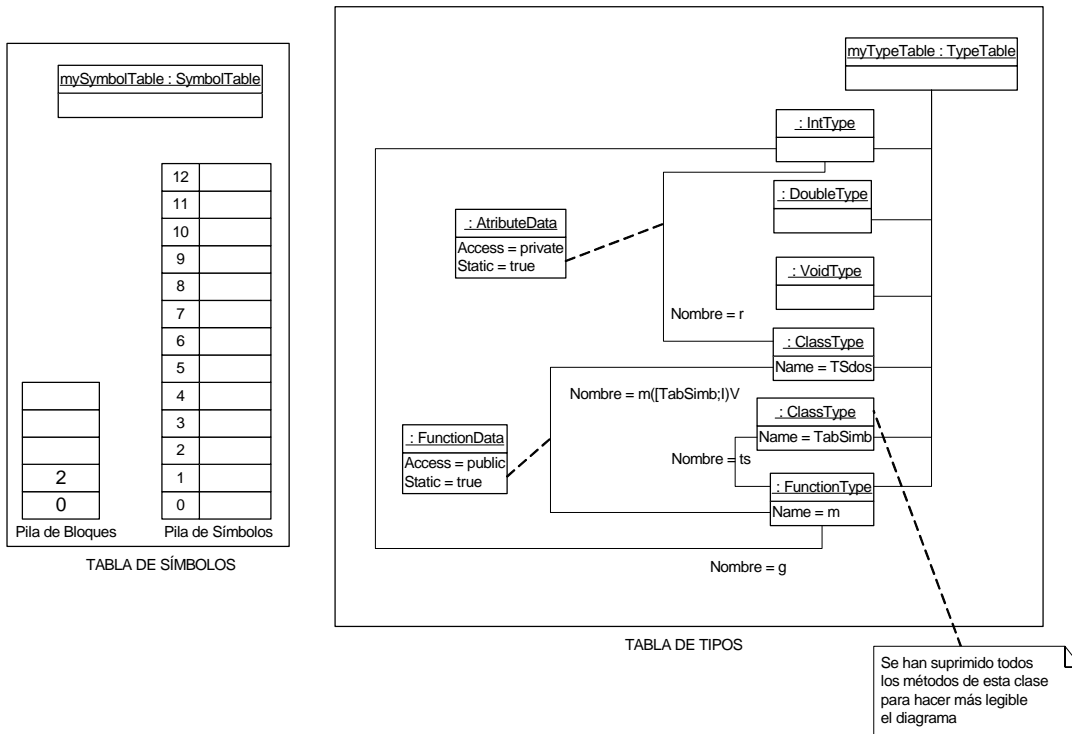 mySymbolTable : SymbolTable
12
11
10
9
8
7
6
5
4
3
2
1
0
2
0
Pila de Bloques
Pila de Símbolos
TABLA DE SÍMBOLOS
myTypeTable : TypeTable
: IntType
: DoubleType
: AtributeData
Access = private
Static = true
: VoidType
Nombre = r
: ClassType
Name = TSdos
Nombre = m([TabSimb;I)V
: ClassType
Name = TabSimb
: FunctionData
Access = public
Static = true
Nombre = ts
: FunctionType
Name = m
Nombre = g
TABLA DE TIPOS
Se han suprimido todos
los métodos de esta clase
para hacer más legible
el diagrama